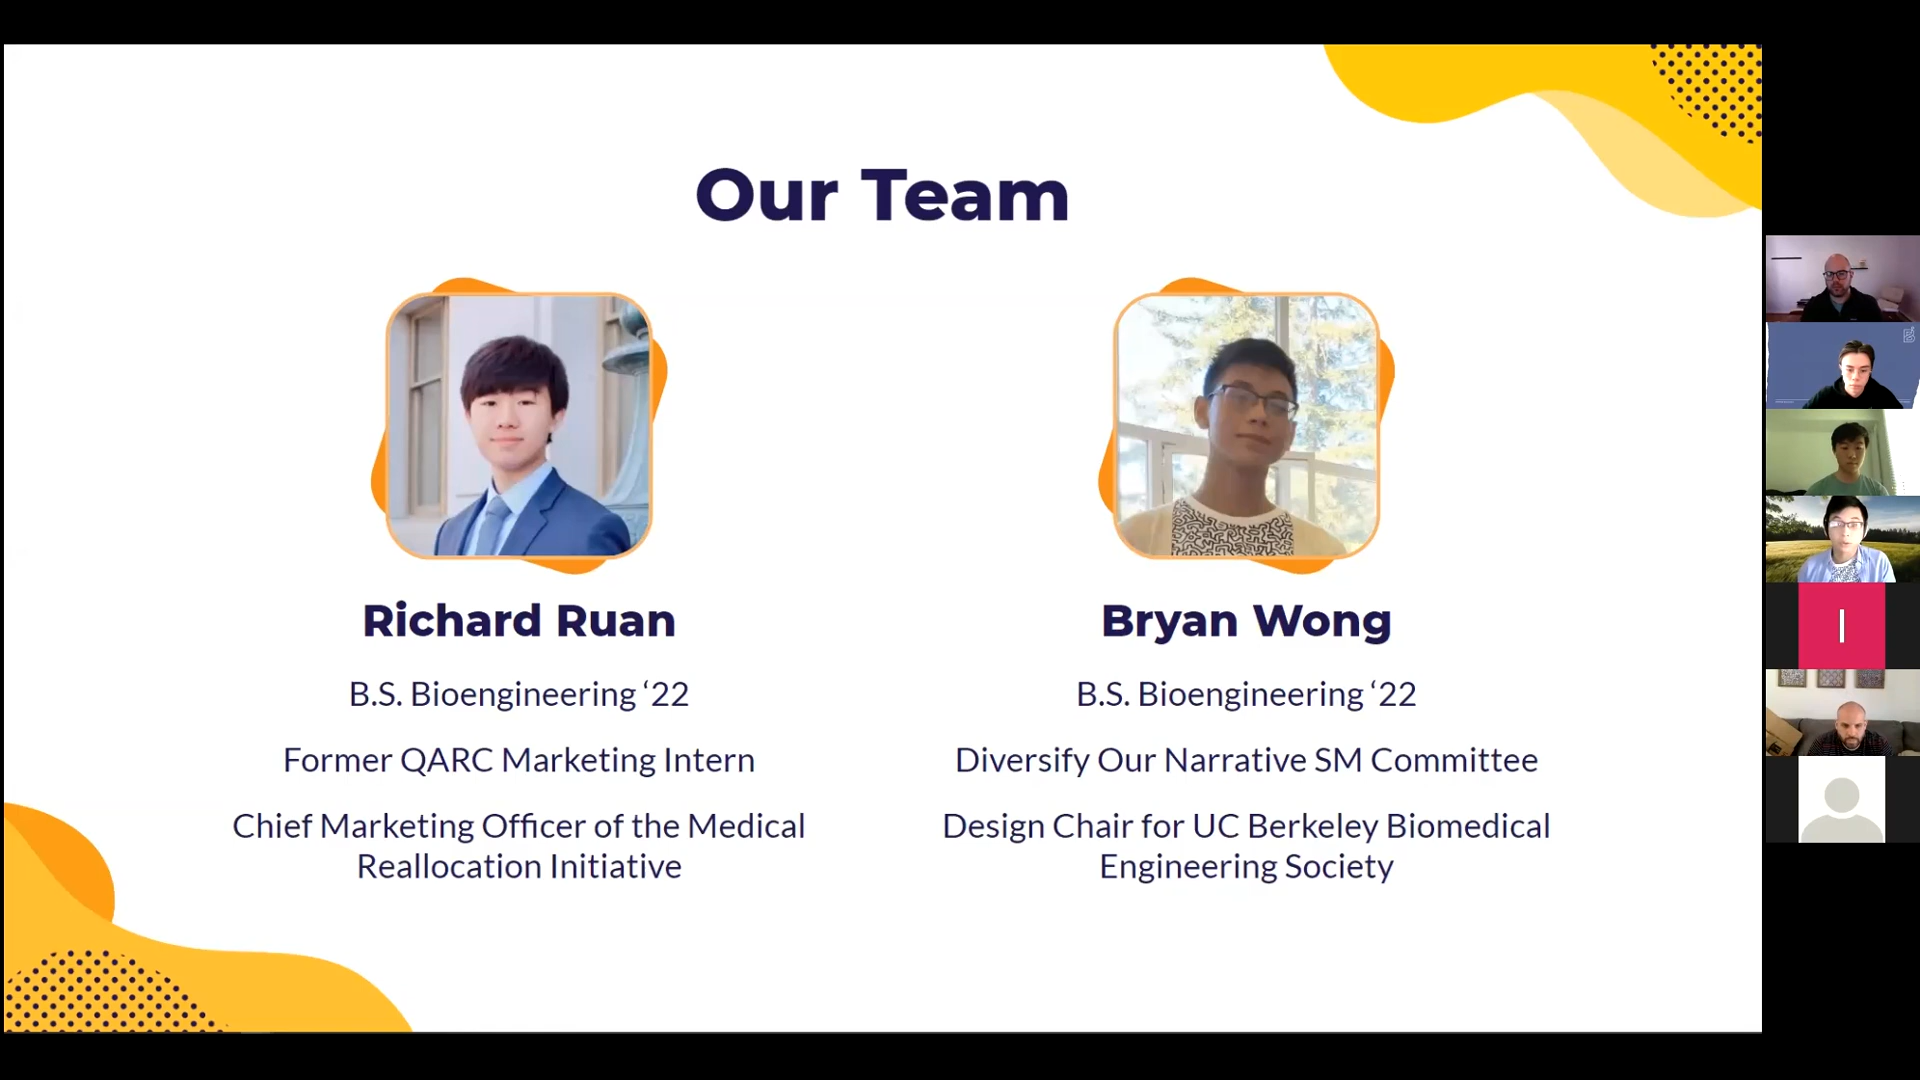 Our Team
Richard Ruan
B.S. Bioengineering ‘22
Former QARC Marketing Intern
Chief Marketing Officer of the Medical
Reallocation Initiative
Bryan Wong
B.S. Bioengineering ‘22
Diversify Our Narrative SM Committee
Design Chair for UC Berkeley Biomedical
Engineering Society
I